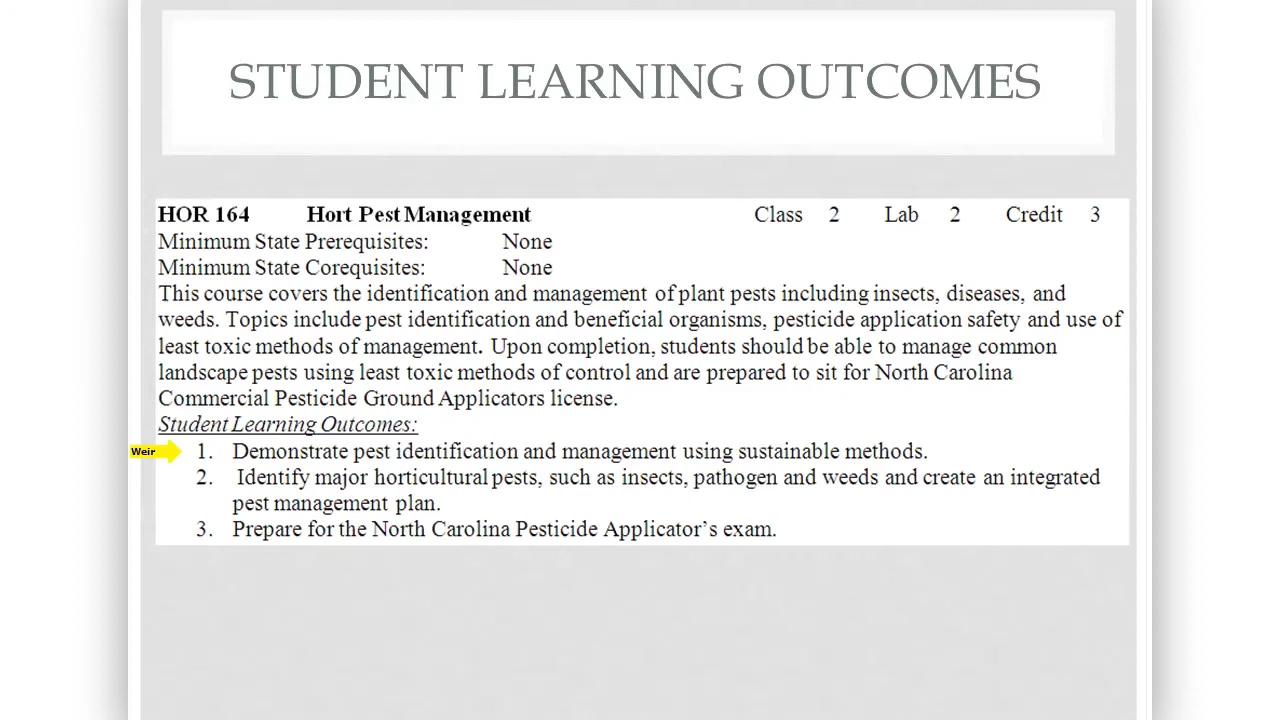 STUDENT LEARNING OUTCOMES
HOR 164 Hort Pest Management Class 2 Lab 2 Credit 3
Minimum State Prerequisites: None
Minimum State Corequisites: None
This course covers the identification and management of plant pests including insects, diseases, and
weeds. Topics include pest identification and beneficial organisms, pesticide application safety and use of
least toxic methods of management. Upon completion, students should be able to manage common
landscape pests using least toxic methods of control and are prepared to sit for North Carolina
Commercial Pesticide Ground Applicators license.
Student Learning Outcomes:
Weir 1. Demonstrate pest identification and management using sustainable methods.
2. Identify major horticultural pests, such as insects, pathogen and weeds and create an integrated
pest management plan.
3. Prepare for the North Carolina Pesticide Applicator’s exam.